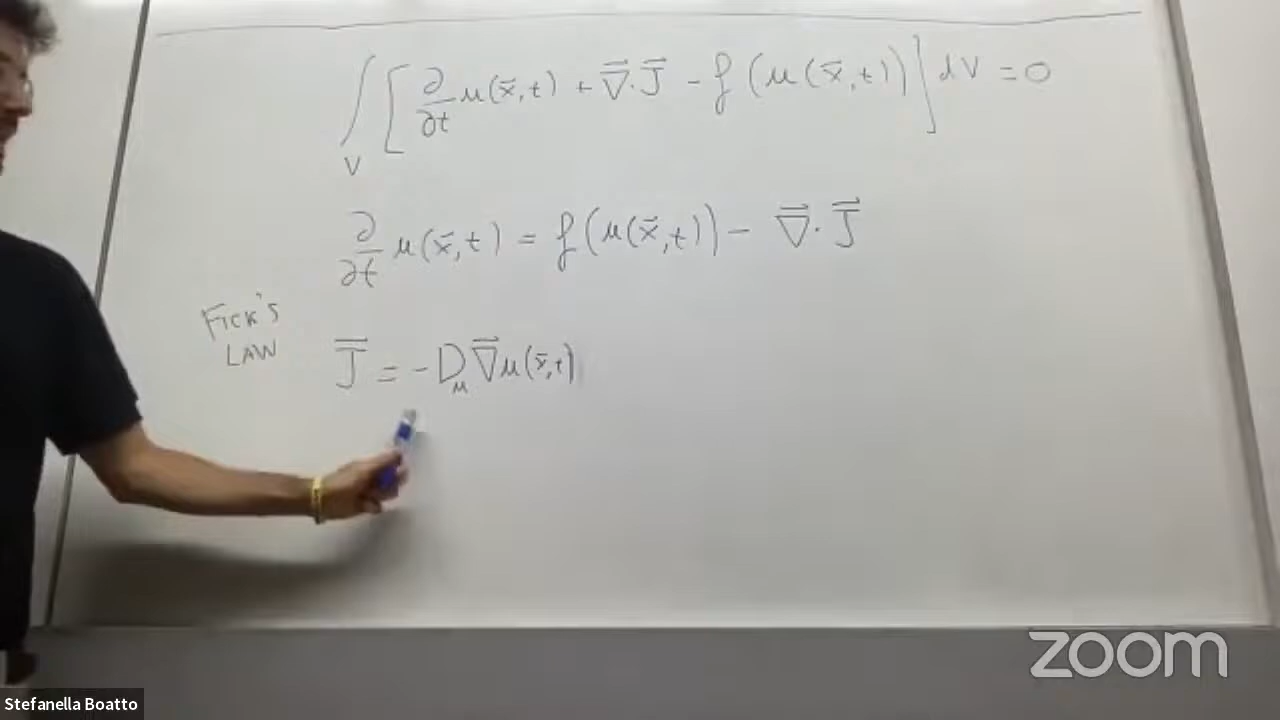 ∫_V [ ∂/∂t u(x⃗,t) + ∇⃗·J⃗ - f(u(x⃗,t)) ] dV = 0
∂/∂t u(x⃗,t) = f(u(x⃗,t)) - ∇⃗·J⃗
FICK'S
LAW
J⃗ = -D_u ∇⃗u(x⃗,t)
zoom
Stefanella Boatto